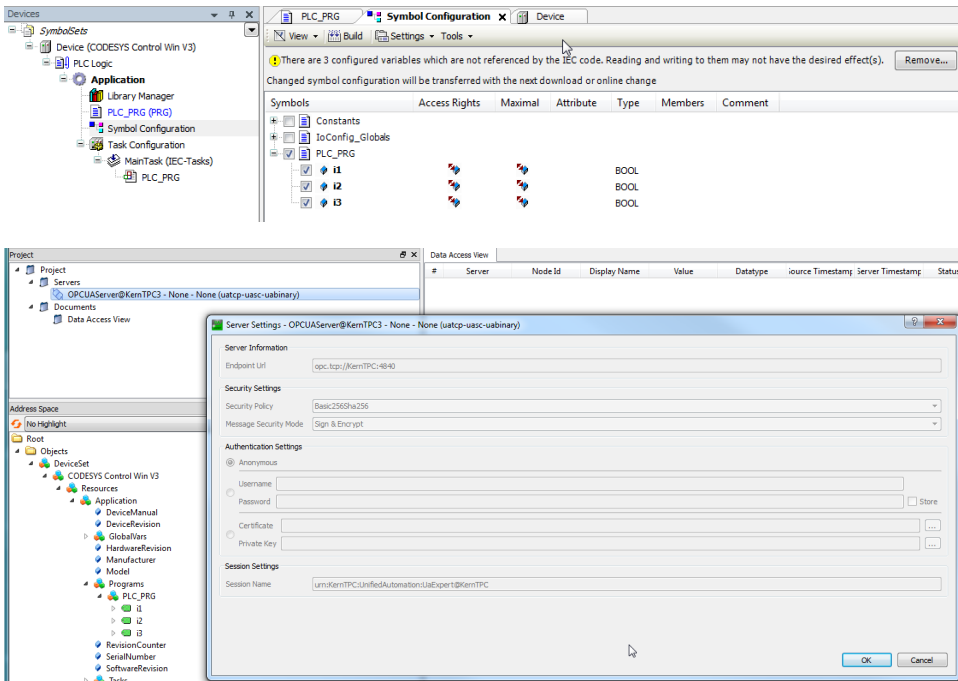 Devices
PLC_PRG
Symbol Configuration
Device
SymbolSets
View
Build
Settings
Tools
Device (CODESYS Control Win V3)
PLC Logic
There are 3 configured variables which are not referenced by the IEC code. Reading and writing to them may not have the desired effect(s).
Remove...
Application
Changed symbol configuration will be transferred with the next download or online change
Library Manager
Symbols Access Rights Maximal Attribute Type Members Comment
PLC_PRG (PRG)
Constants
Symbol Configuration
IoConfig_Globals
Task Configuration
PLC_PRG
MainTask (IEC-Tasks)
i1 BOOL
PLC_PRG
i2 BOOL
i3 BOOL
Project
Data Access View
Project
# Server Node Id Display Name Value Datatype Source Timestamp Server Timestamp Status
Servers
OPCUAServer@KernTPC3 - None - None (uatcp-uasc-uabinary)
Documents
Data Access View
Server Settings - OPCUAServer@KernTPC3 - None - None (uatcp-uasc-uabinary)
Server Information
Endpoint Url opc.tcp://KernTPC:4840
Security Settings
Security Policy Basic256Sha256
Message Security Mode Sign & Encrypt
Authentication Settings
Anonymous
Username
Password
Store
Certificate ...
Private Key ...
Session Settings
Session Name urn:KernTPC:UnifiedAutomation:UaExpert@KernTPC
OK Cancel
Address Space
No Highlight
Root
Objects
DeviceSet
CODESYS Control Win V3
Resources
Application
DeviceManual
DeviceRevision
GlobalVars
HardwareRevision
Manufacturer
Model
Programs
PLC_PRG
i1
i2
i3
RevisionCounter
SerialNumber
SoftwareRevision
Tasks